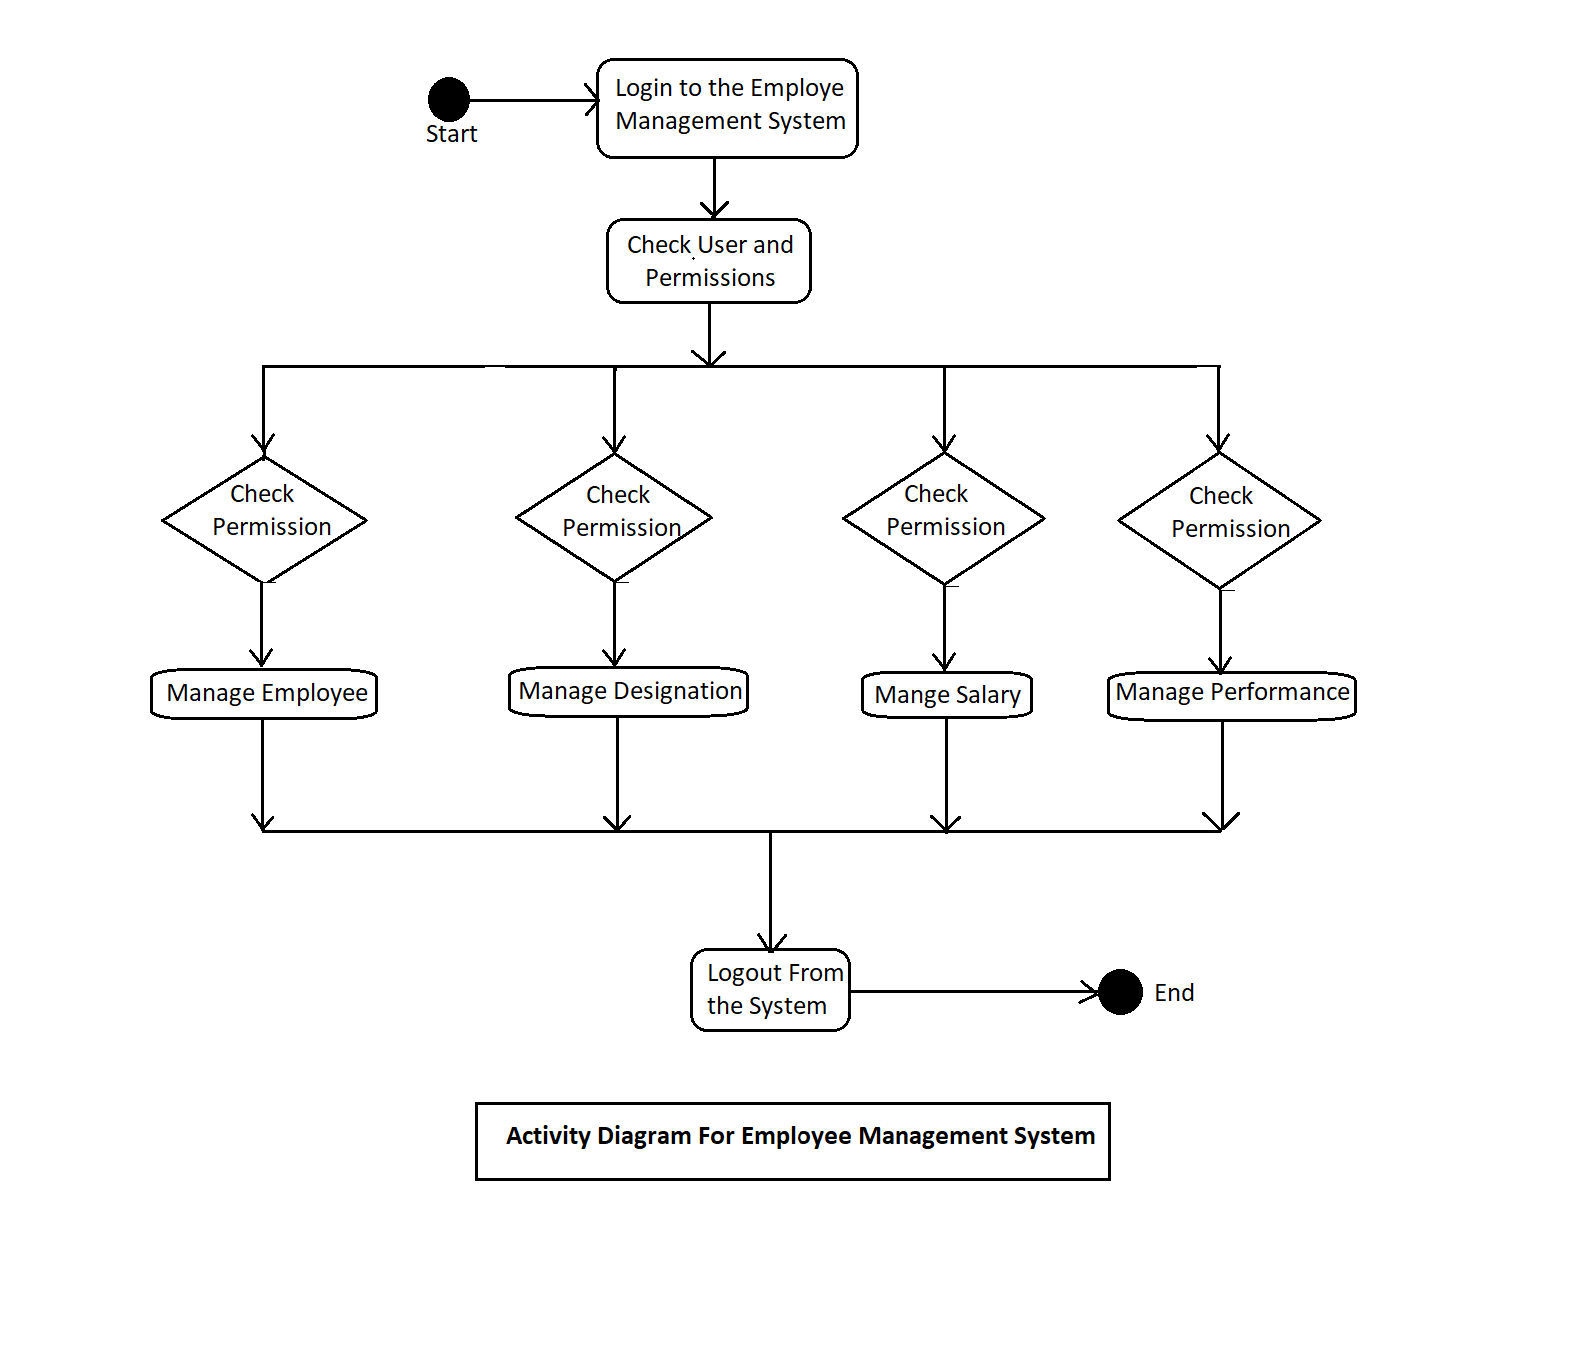 Login to the Employe
Management System
Start
Check User and
Permissions
Check
Permission
Check
Permission
Check
Permission
Check
Permission
Manage Employee
Manage Designation
Mange Salary
Manage Performance
Logout From
the System
End
Activity Diagram For Employee Management System